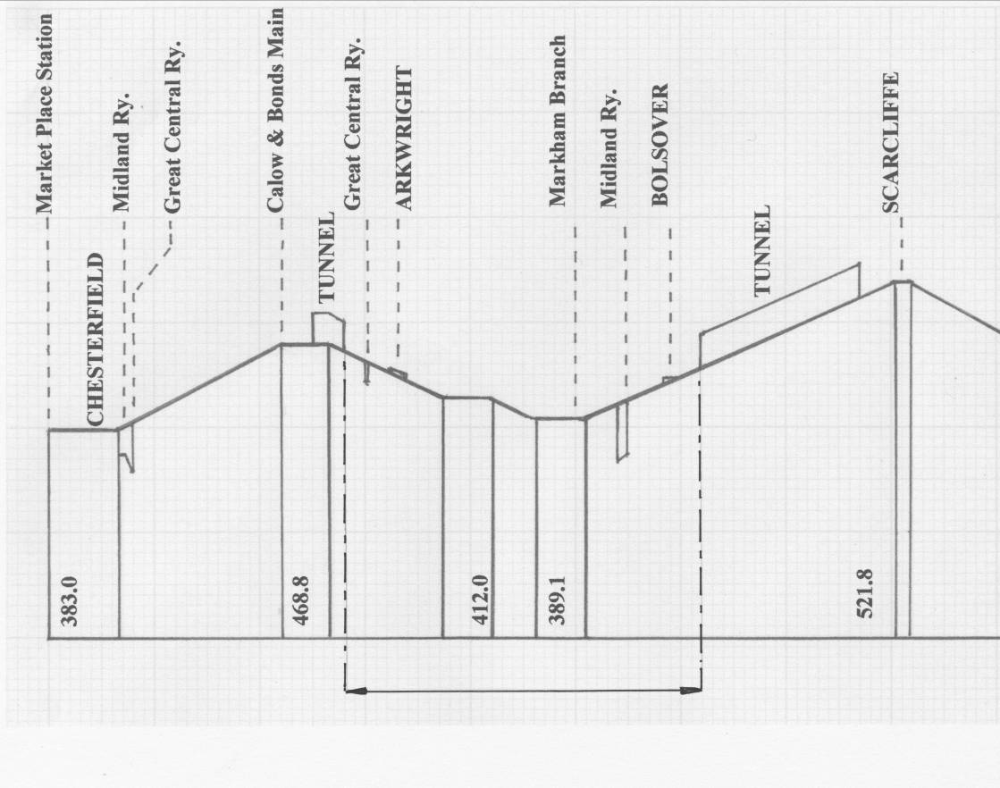 Market Place Station
CHESTERFIELD
Midland Ry.
Great Central Ry.
Calow & Bonds Main
TUNNEL
Great Central Ry.
ARKWRIGHT
Markham Branch
Midland Ry.
BOLSOVER
TUNNEL
SCARCLIFFE
383.0
468.8
412.0
389.1
521.8